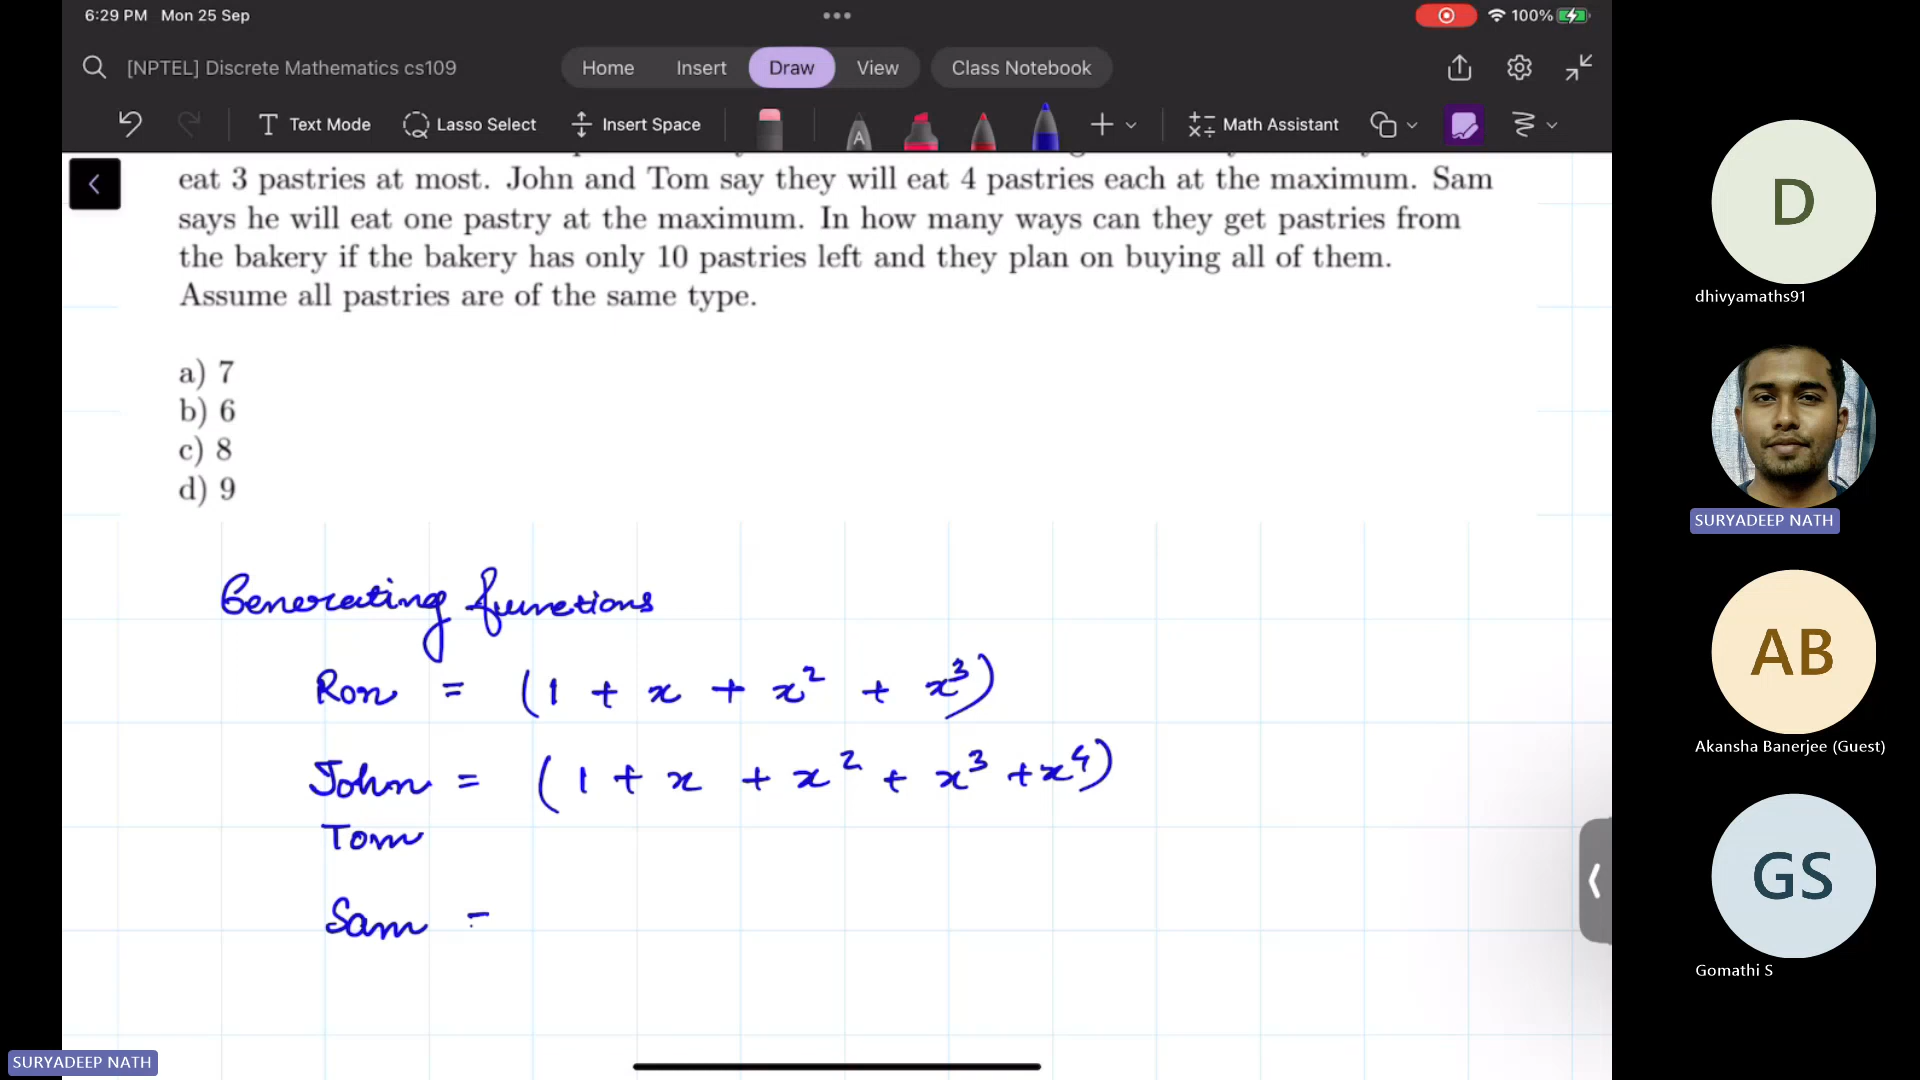 6:29 PM Mon 25 Sep
100%
[NPTEL] Discrete Mathematics cs109
Home Insert Draw View Class Notebook
Text Mode Lasso Select Insert Space A Math Assistant
eat 3 pastries at most. John and Tom say they will eat 4 pastries each at the maximum. Sam
says he will eat one pastry at the maximum. In how many ways can they get pastries from
the bakery if the bakery has only 10 pastries left and they plan on buying all of them.
Assume all pastries are of the same type.
a) 7
b) 6
c) 8
d) 9
Generating functions
Ron = (1 + x + x² + x³)
John = (1 + x + x² + x³ + x⁴)
Tom
Sam =
D
dhivyamaths91
SURYADEEP NATH
AB
Akansha Banerjee (Guest)
GS
Gomathi S
SURYADEEP NATH